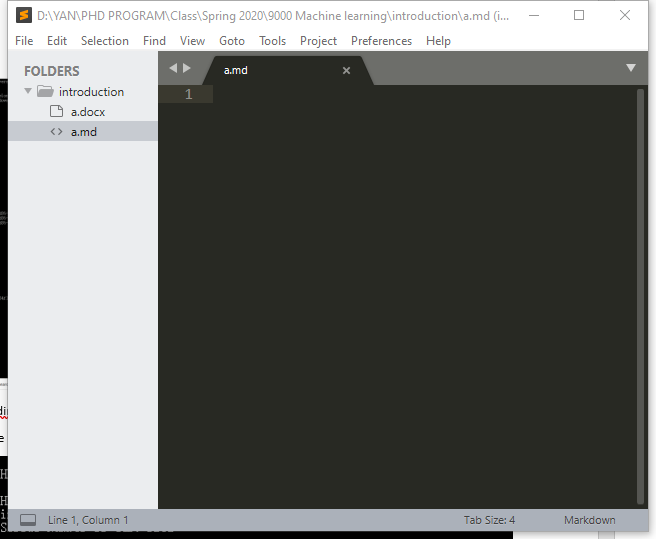 D:\YAN\PHD PROGRAM\Class\Spring 2020\9000 Machine learning\introduction\a.md (i...
File Edit Selection Find View Goto Tools Project Preferences Help
FOLDERS
introduction
a.docx
a.md
a.md
1
Line 1, Column 1
Tab Size: 4
Markdown